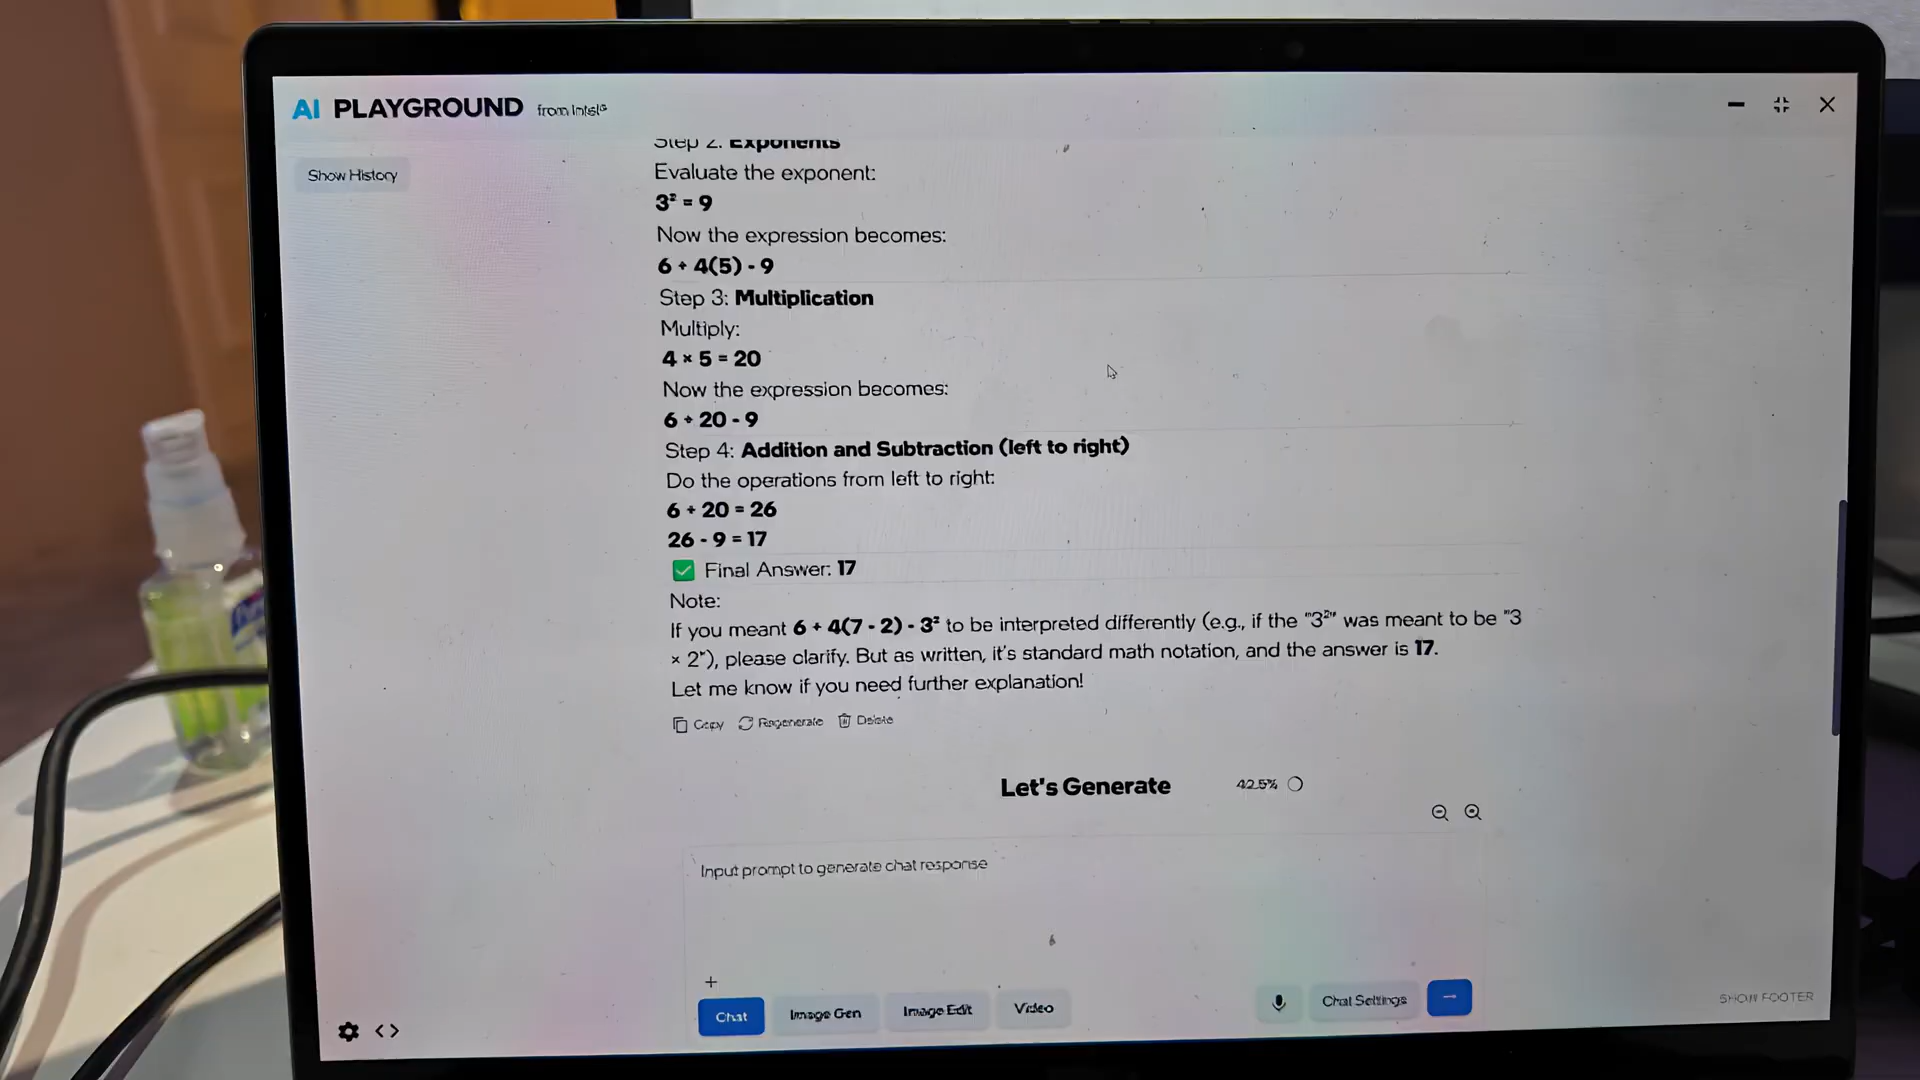 AI PLAYGROUND from Intel®
Show History
Step 2: Exponents
Evaluate the exponent:
3² = 9
Now the expression becomes:
6 + 4(5) - 9
Step 3: Multiplication
Multiply:
4 × 5 = 20
Now the expression becomes:
6 + 20 - 9
Step 4: Addition and Subtraction (left to right)
Do the operations from left to right:
6 + 20 = 26
26 - 9 = 17
✅ Final Answer: 17
Note:
If you meant 6 + 4(7 - 2) - 3² to be interpreted differently (e.g., if the "3²" was meant to be "3
× 2"), please clarify. But as written, it's standard math notation, and the answer is 17.
Let me know if you need further explanation!
Copy Regenerate Delete
Let's Generate 42.5%
Input prompt to generate chat response
+
Chat Image Gen Image Edit Video Chat Settings
SHOW FOOTER